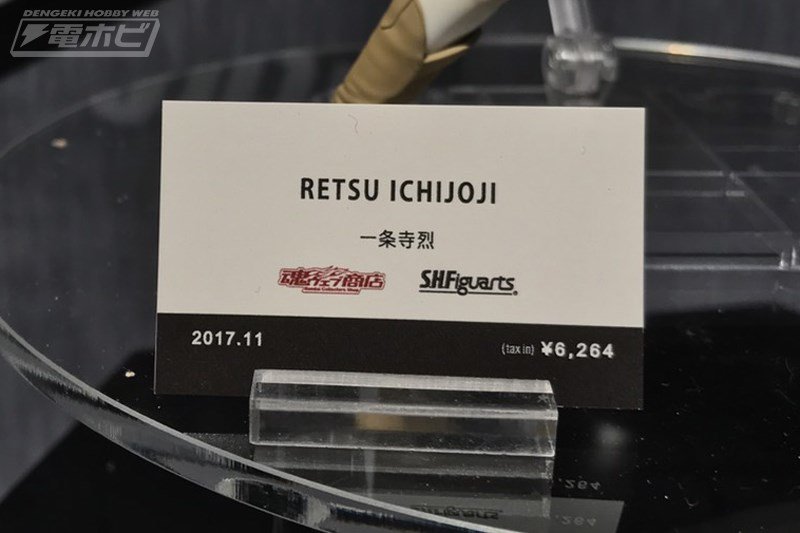 DENGEKI HOBBY WEB
電ホビ
RETSU ICHIJOJI
一条寺烈
魂ウェブ商店
S.H.Figuarts
2017.11
(tax in) ¥6,264